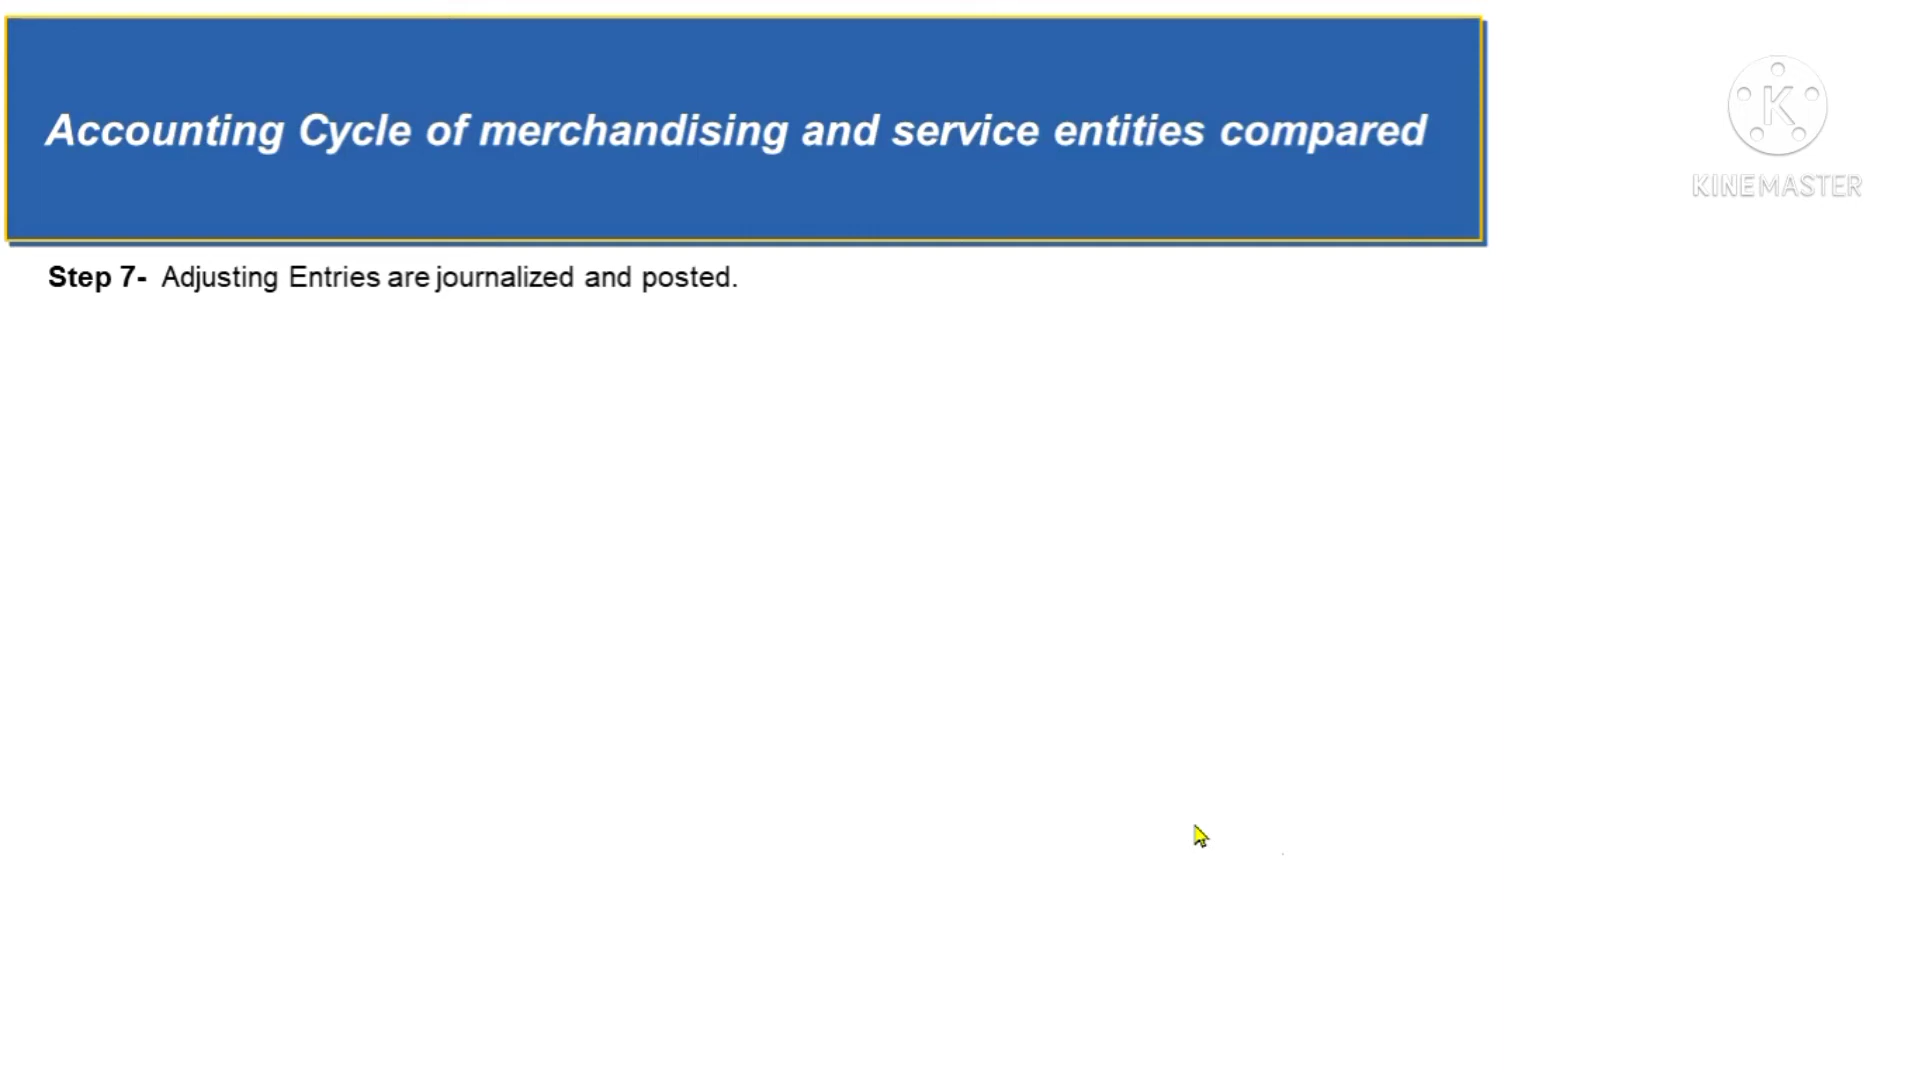 Accounting Cycle of merchandising and service entities compared
K
KINEMASTER
Step 7- Adjusting Entries are journalized and posted.